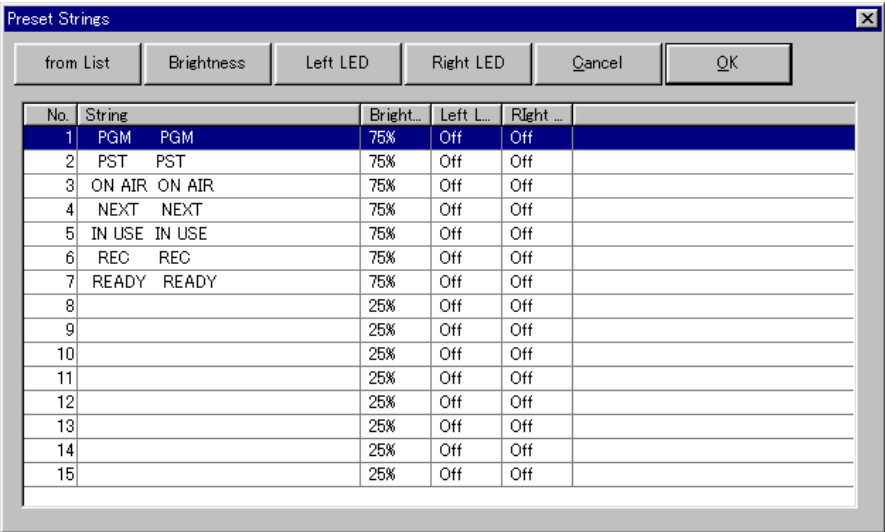 Preset Strings
from List Brightness Left LED Right LED Cancel OK
No. String Bright... Left L... RIght ...
1 PGM PGM 75% Off Off
2 PST PST 75% Off Off
3 ON AIR ON AIR 75% Off Off
4 NEXT NEXT 75% Off Off
5 IN USE IN USE 75% Off Off
6 REC REC 75% Off Off
7 READY READY 75% Off Off
8 25% Off Off
9 25% Off Off
10 25% Off Off
11 25% Off Off
12 25% Off Off
13 25% Off Off
14 25% Off Off
15 25% Off Off